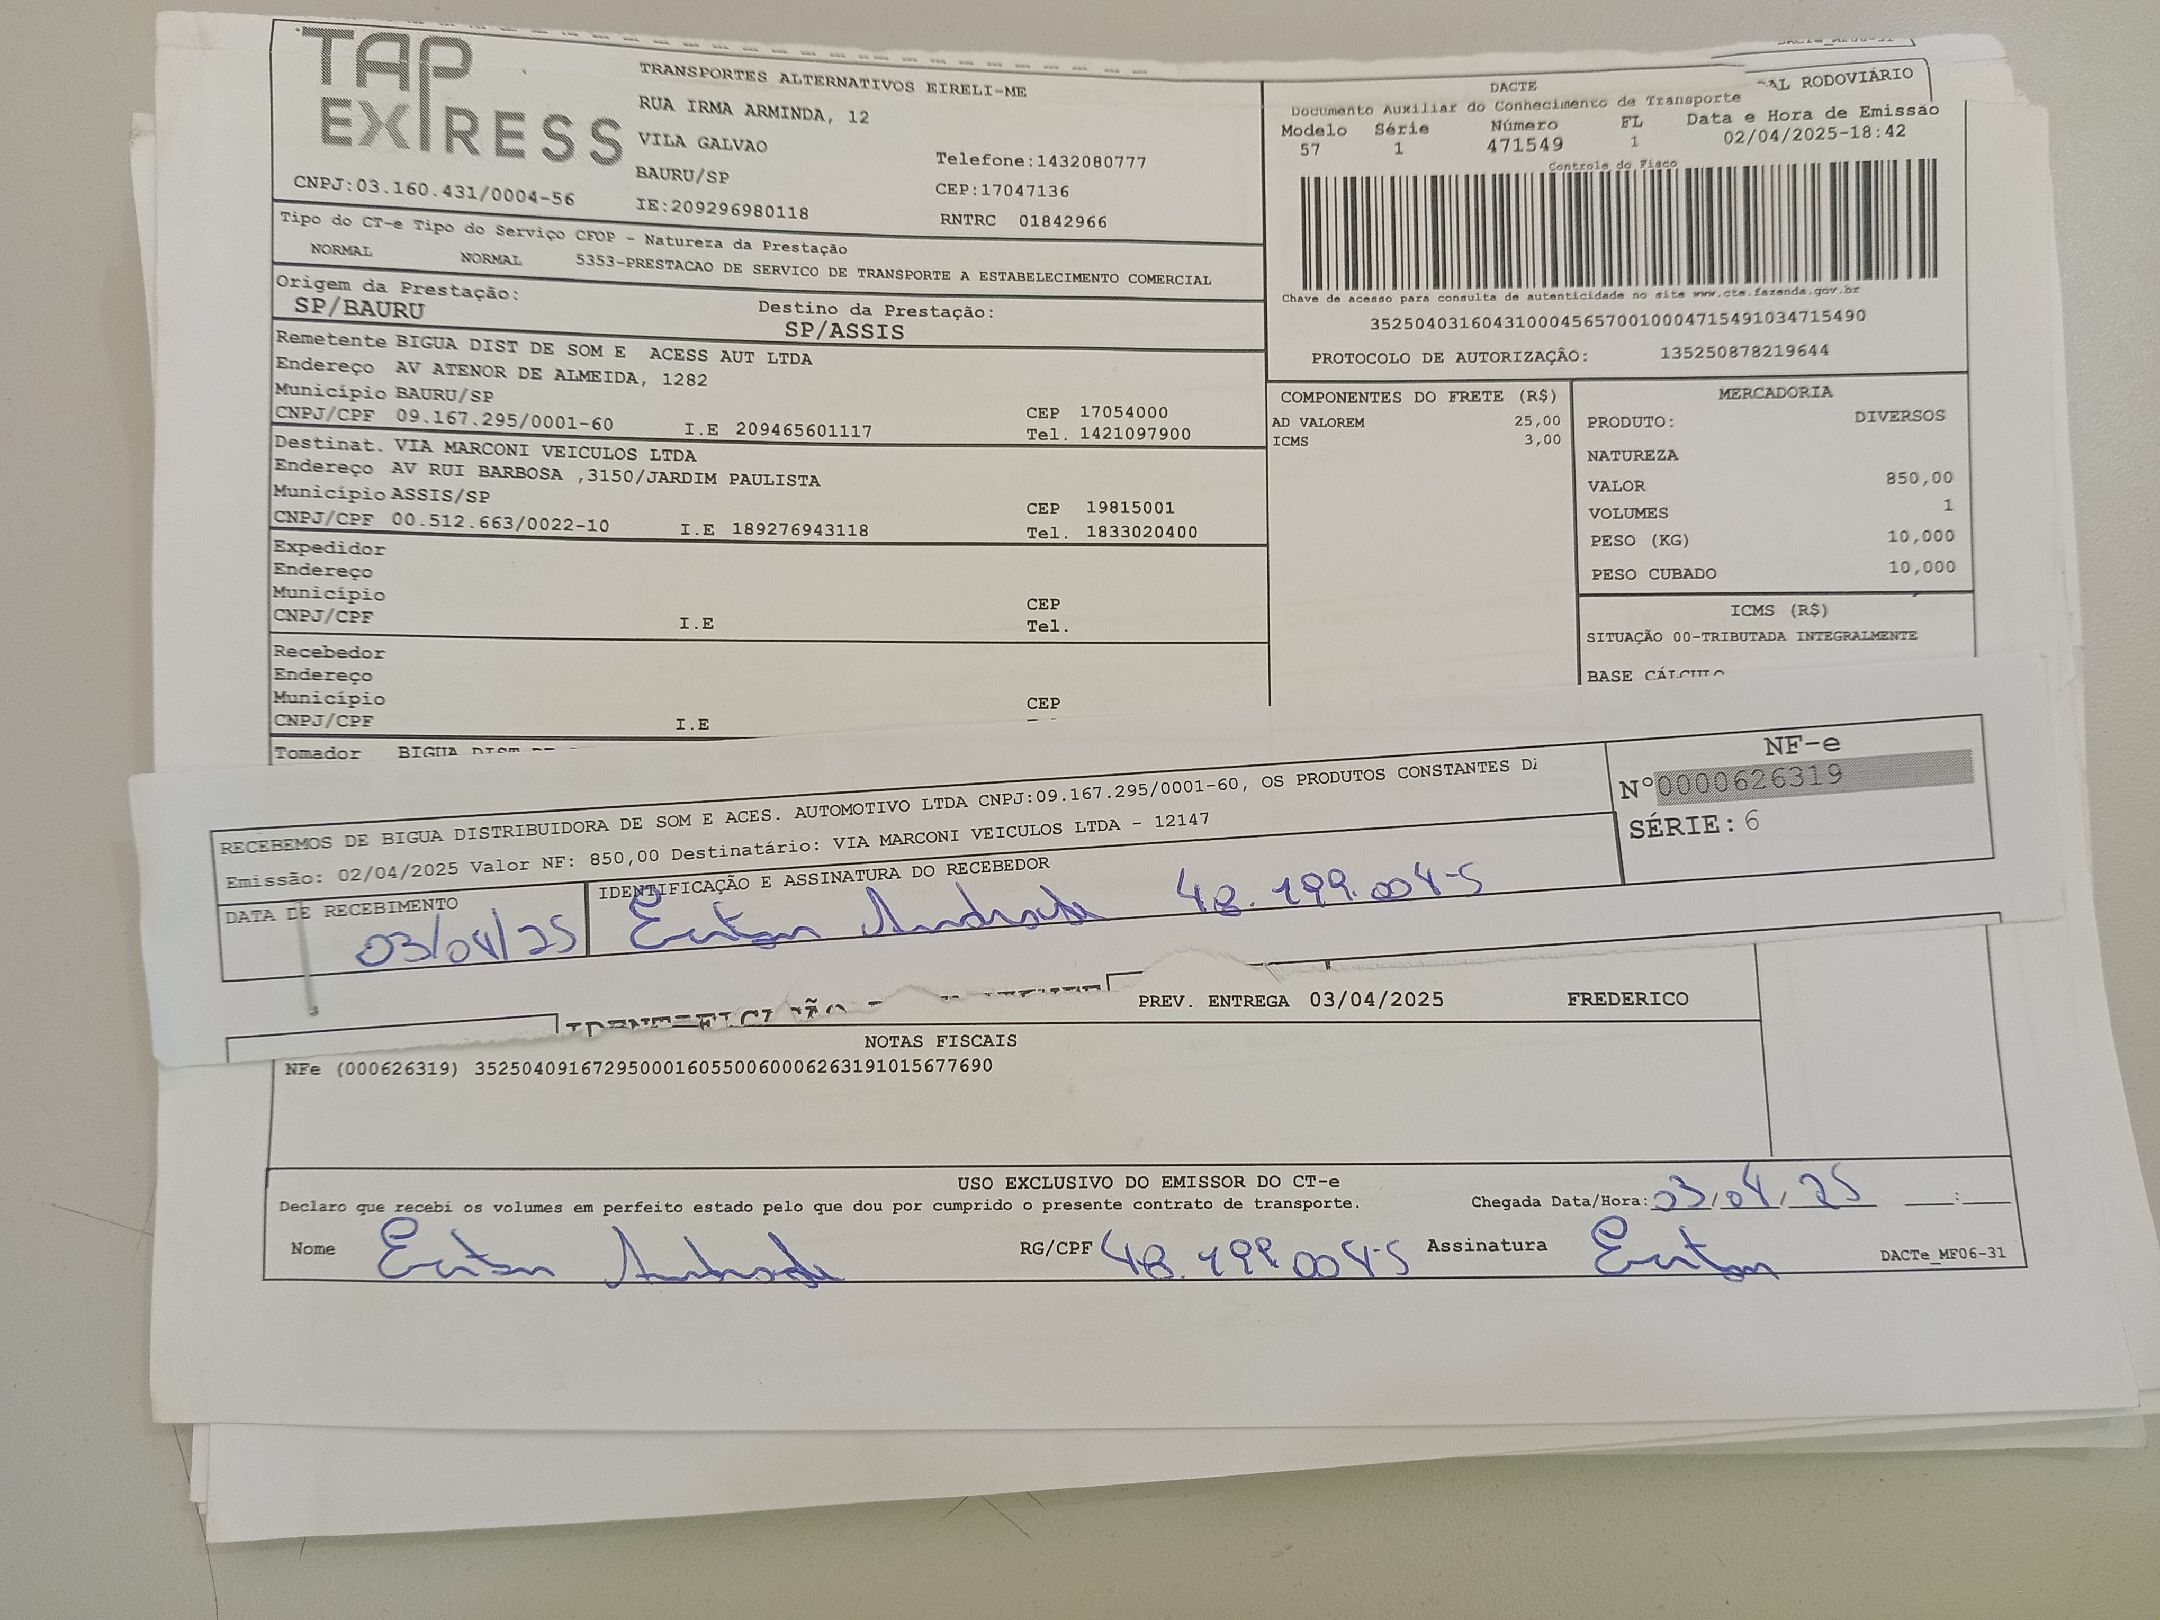 TAP EXPRESS
TRANSPORTES ALTERNATIVOS EIRELI-ME
RUA IRMA ARMINDA, 12
VILA GALVAO
BAURU/SP
Telefone:1432080777
CEP:17047136
CNPJ:03.160.431/0004-56
IE:209296980118
RNTRC 01842966
Tipo do CT-e Tipo do Serviço CFOP - Natureza da Prestação
NORMAL NORMAL 5353-PRESTACAO DE SERVICO DE TRANSPORTE A ESTABELECIMENTO COMERCIAL
Origem da Prestação:
SP/BAURU
Destino da Prestação:
SP/ASSIS
Remetente BIGUA DIST DE SOM E ACESS AUT LTDA
Endereço AV ATENOR DE ALMEIDA, 1282
Município BAURU/SP
CEP 17054000
CNPJ/CPF 09.167.295/0001-60 I.E 209465601117 Tel. 1421097900
Destinat. VIA MARCONI VEICULOS LTDA
Endereço AV RUI BARBOSA ,3150/JARDIM PAULISTA
Município ASSIS/SP
CEP 19815001
CNPJ/CPF 00.512.663/0022-10 I.E 189276943118 Tel. 1833020400
Expedidor
Endereço
Município CEP
CNPJ/CPF I.E Tel.
Recebedor
Endereço
Município CEP
CNPJ/CPF I.E
Tomador BIGUA DIST DE
DACTE
AL RODOVIÁRIO
Documento Auxiliar do Conhecimento de Transporte
Modelo Série Número FL Data e Hora de Emissão
57 1 471549 1 02/04/2025-18:42
Controle do Fisco
Chave de acesso para consulta de autenticidade no site www.cte.fazenda.gov.br
35250403160431000456570010004715491034715490
PROTOCOLO DE AUTORIZAÇÃO: 135250878219644
COMPONENTES DO FRETE (R$)
AD VALOREM 25,00
ICMS 3,00
MERCADORIA
PRODUTO: DIVERSOS
NATUREZA
VALOR 850,00
VOLUMES 1
PESO (KG) 10,000
PESO CUBADO 10,000
ICMS (R$)
SITUAÇÃO 00-TRIBUTADA INTEGRALMENTE
BASE CÁLCULO
RECEBEMOS DE BIGUA DISTRIBUIDORA DE SOM E ACES. AUTOMOTIVO LTDA CNPJ:09.167.295/0001-60, OS PRODUTOS CONSTANTES DA
Emissão: 02/04/2025 Valor NF: 850,00 Destinatário: VIA MARCONI VEICULOS LTDA - 12147
DATA DE RECEBIMENTO
03/04/25
IDENTIFICAÇÃO E ASSINATURA DO RECEBEDOR
Andrade 48.199.004-5
NF-e
Nº0000626319
SÉRIE: 6
PREV. ENTREGA 03/04/2025 FREDERICO
NOTAS FISCAIS
NFe (000626319) 35250409167295000160550060006263191015677690
USO EXCLUSIVO DO EMISSOR DO CT-e
Declaro que recebi os volumes em perfeito estado pelo que dou por cumprido o presente contrato de transporte.
Chegada Data/Hora: 03/04/25 __:__
Nome Andrade RG/CPF 48.199.004-5 Assinatura
DACTe_MF06-31